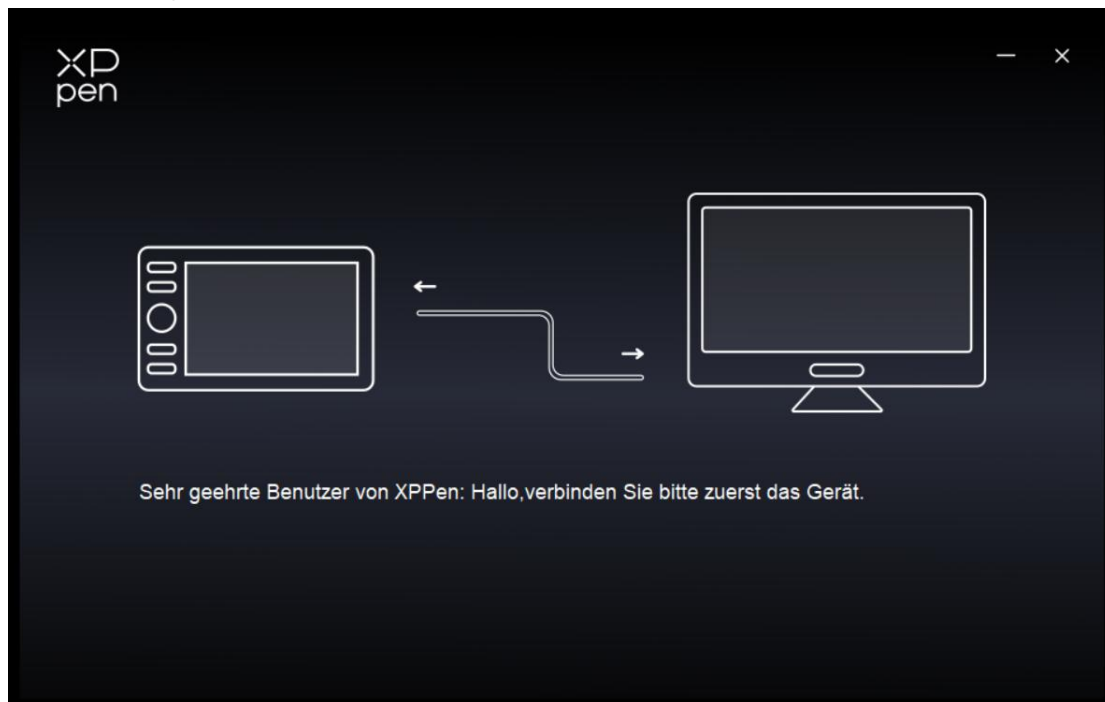 XP
pen
Sehr geehrte Benutzer von XPPen: Hallo,verbinden Sie bitte zuerst das Gerät.